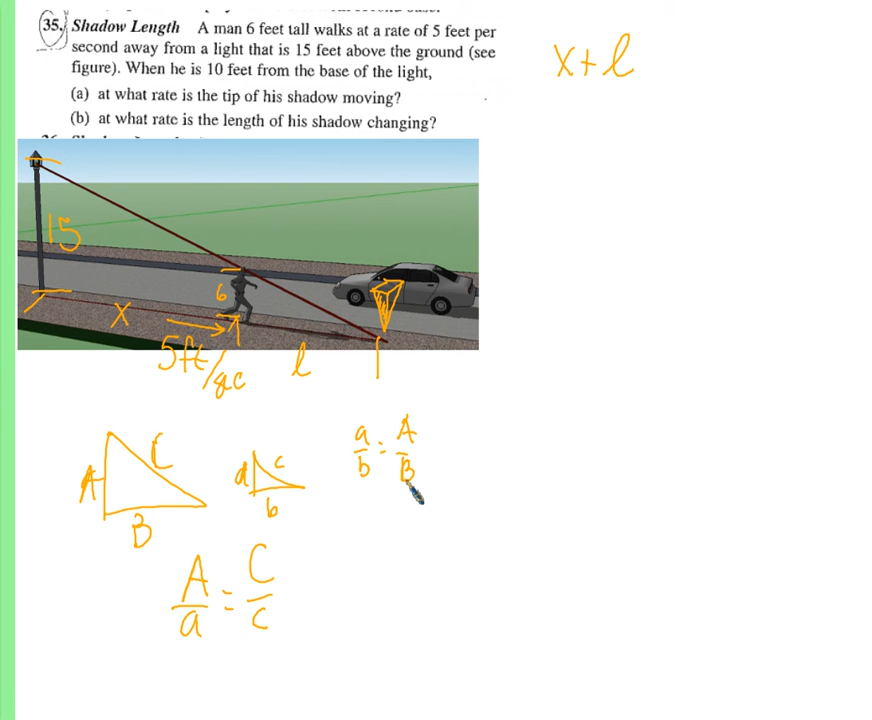 35. Shadow Length A man 6 feet tall walks at a rate of 5 feet per
second away from a light that is 15 feet above the ground (see
figure). When he is 10 feet from the base of the light,
(a) at what rate is the tip of his shadow moving?
(b) at what rate is the length of his shadow changing?
x + l
15
6
x
5ft/sec
l
A
C
B
a
c
b
a/b = A/B
A/a = C/c